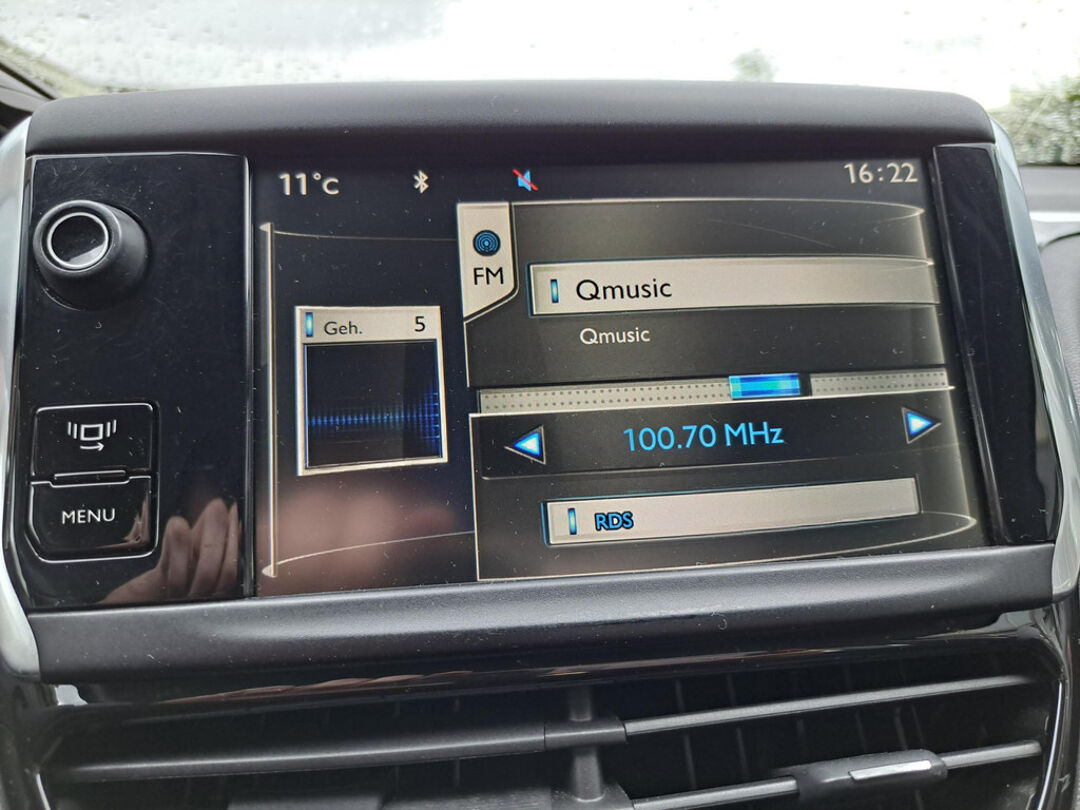 11°C
16:22
FM
Qmusic
Geh. 5
Qmusic
100.70 MHz
MENU
RDS